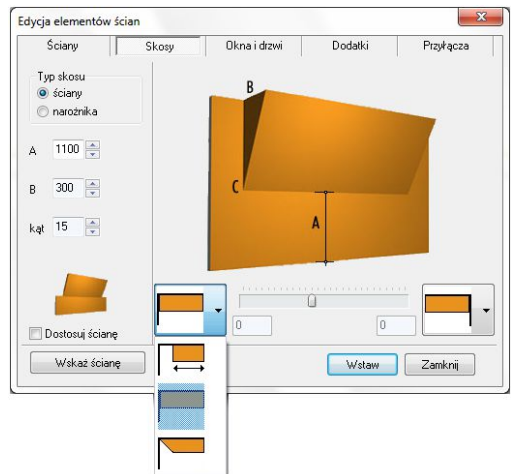 Edycja elementów ścian
Ściany
Skosy
Okna i drzwi
Dodatki
Przyłącza
Typ skosu
ściany
narożnika
A 1100
B 300
kąt 15
B
C
A
0
0
Dostosuj ścianę
Wskaż ścianę
Wstaw
Zamknij